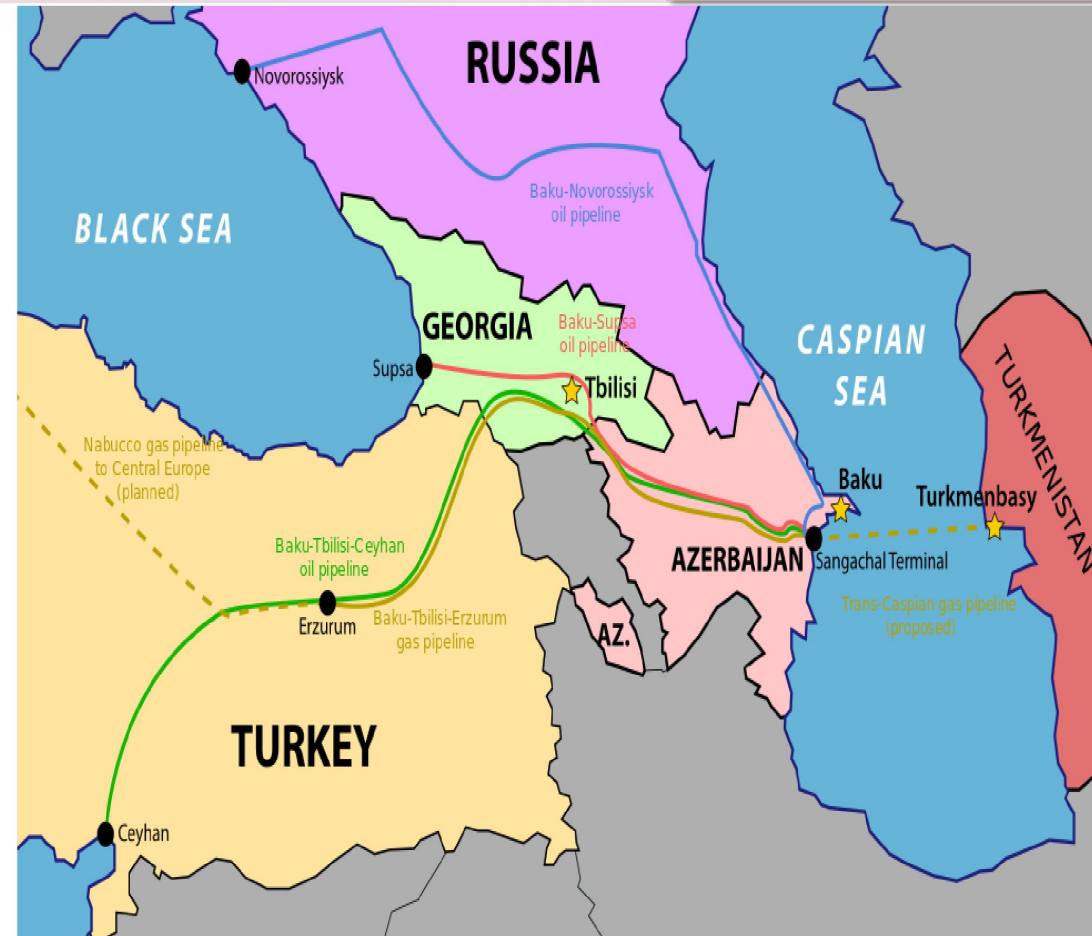 RUSSIA
Novorossiysk
Baku-Novorossiysk
oil pipeline
BLACK SEA
GEORGIA
Baku-Supsa
oil pipeline
CASPIAN
SEA
Supsa
Tbilisi
TURKMENISTAN
Nabucco gas pipeline
to Central Europe
(planned)
Baku
Turkmenbasy
Baku-Tbilisi-Ceyhan
oil pipeline
AZERBAIJAN
Sangachal Terminal
Erzurum
Baku-Tbilisi-Erzurum
gas pipeline
Trans-Caspian gas pipeline
(proposed)
AZ.
TURKEY
Ceyhan